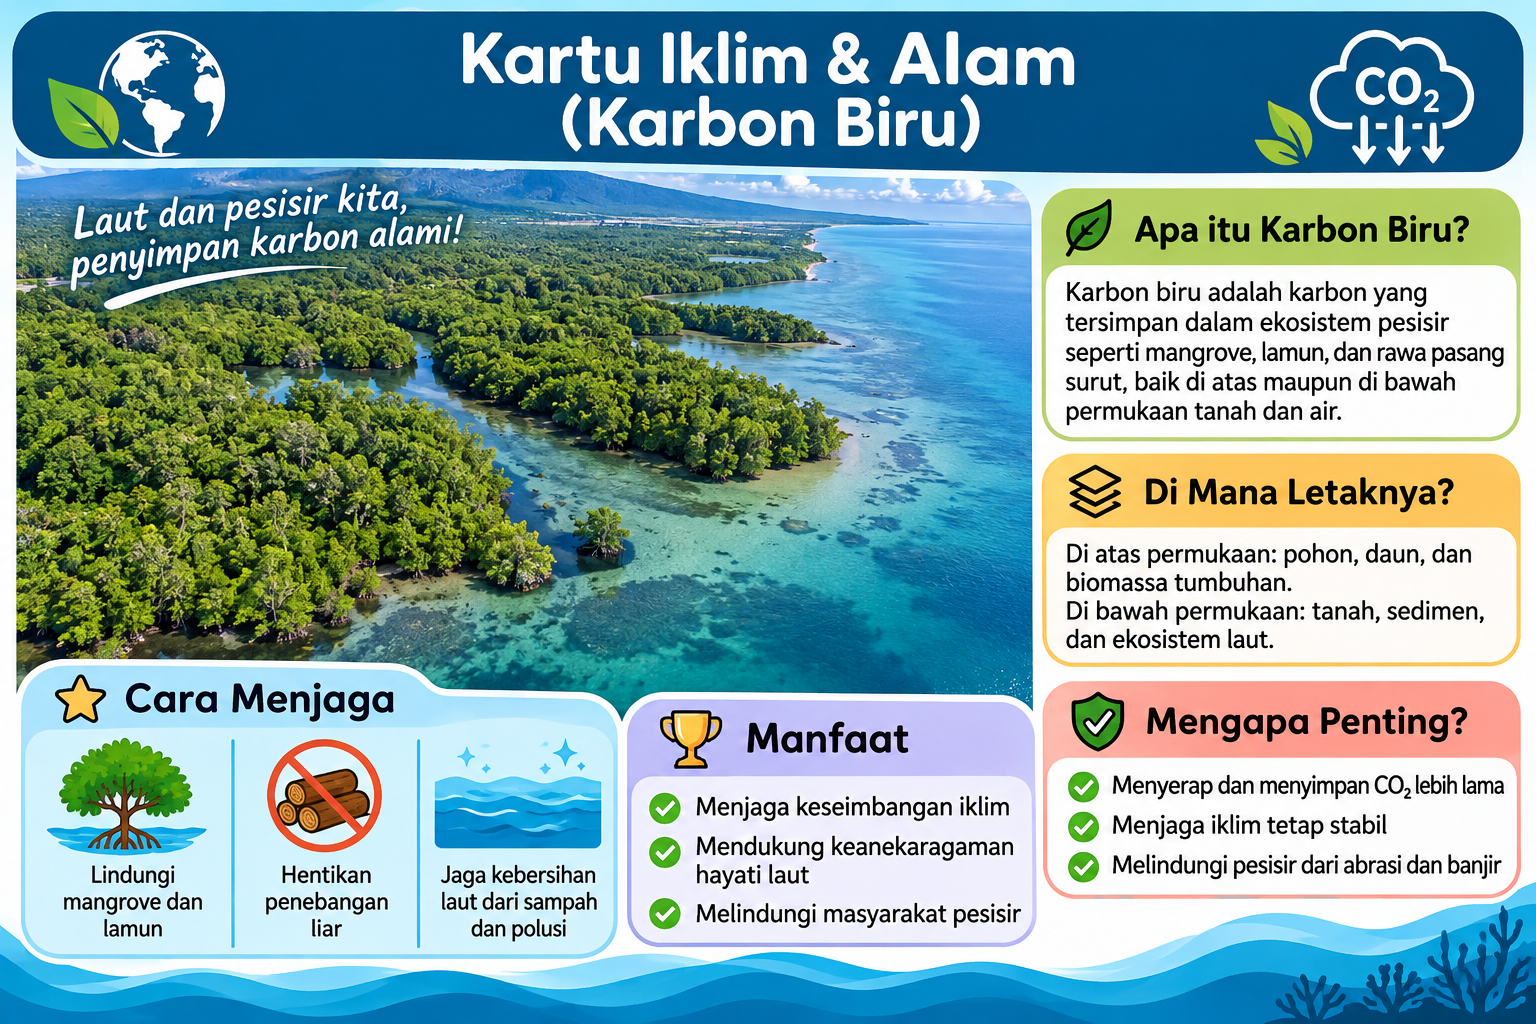 Kartu Iklim & Alam
(Karbon Biru)
CO₂
Laut dan pesisir kita,
penyimpan karbon alami!
Apa itu Karbon Biru?
Karbon biru adalah karbon yang
tersimpan dalam ekosistem pesisir
seperti mangrove, lamun, dan rawa pasang
surut, baik di atas maupun di bawah
permukaan tanah dan air.
Di Mana Letaknya?
Di atas permukaan: pohon, daun, dan
biomassa tumbuhan.
Di bawah permukaan: tanah, sedimen,
dan ekosistem laut.
Mengapa Penting?
Menyerap dan menyimpan CO₂ lebih lama
Menjaga iklim tetap stabil
Melindungi pesisir dari abrasi dan banjir
Cara Menjaga
Lindungi
mangrove dan
lamun
Hentikan
penebangan
liar
Jaga kebersihan
laut dari sampah
dan polusi
Manfaat
Menjaga keseimbangan iklim
Mendukung keanekaragaman
hayati laut
Melindungi masyarakat pesisir